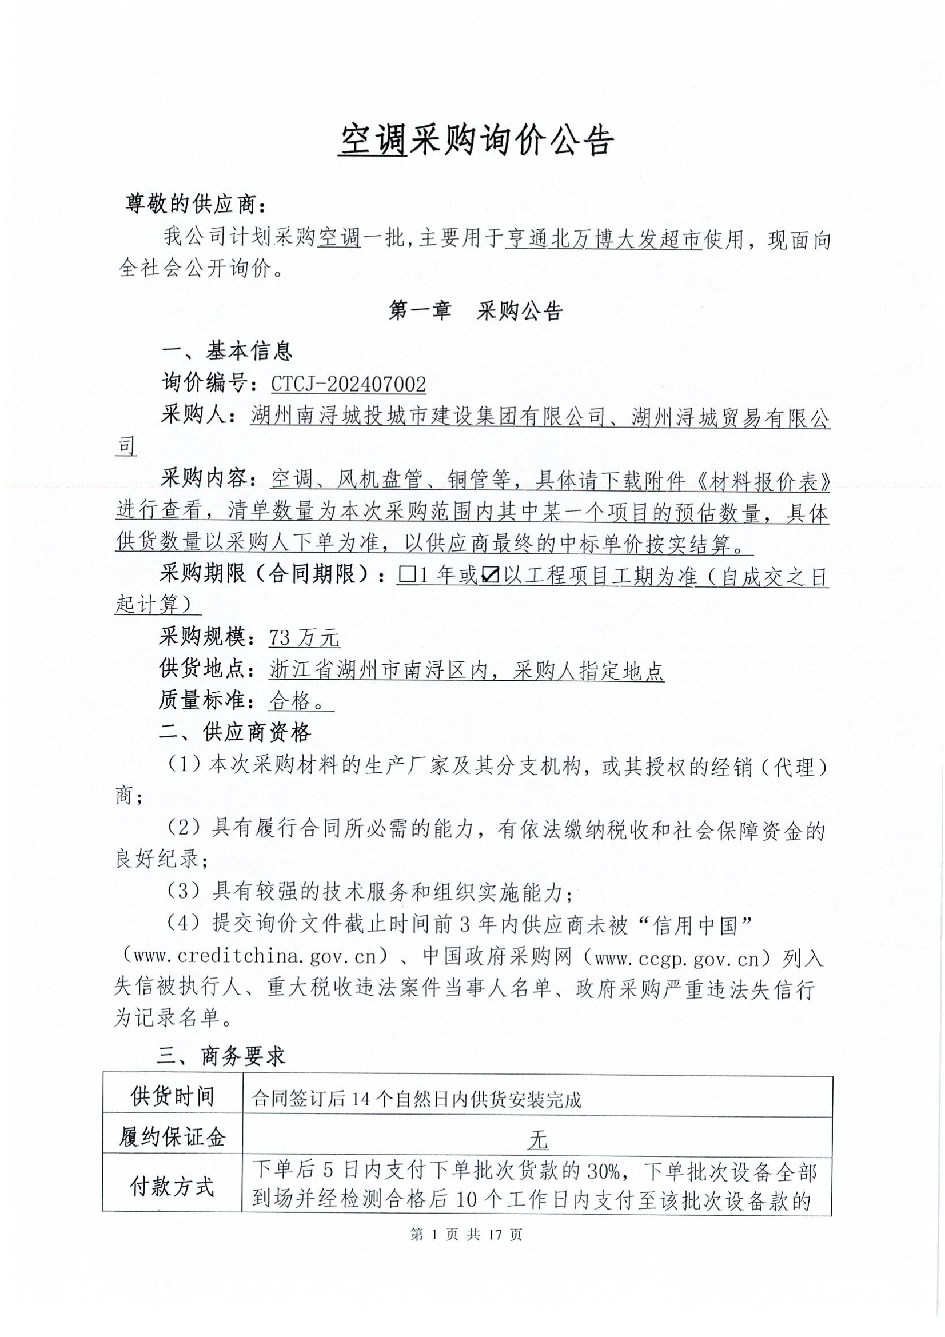 空调采购询价公告
尊敬的供应商：
我公司计划采购空调一批,主要用于亨通北万博大发超市使用，现面向
全社会公开询价。
第一章 采购公告
一、基本信息
询价编号：CTCJ-202407002
采购人：湖州南浔城投城市建设集团有限公司、湖州浔城贸易有限公
司
采购内容：空调、风机盘管、铜管等，具体请下载附件《材料报价表》
进行查看，清单数量为本次采购范围内其中某一个项目的预估数量，具体
供货数量以采购人下单为准，以供应商最终的中标单价按实结算。
采购期限（合同期限）：☐1 年或☑以工程项目工期为准（自成交之日
起计算）
采购规模：73 万元
供货地点：浙江省湖州市南浔区内，采购人指定地点
质量标准：合格。
二、供应商资格
（1）本次采购材料的生产厂家及其分支机构，或其授权的经销（代理）
商；
（2）具有履行合同所必需的能力，有依法缴纳税收和社会保障资金的
良好纪录；
（3）具有较强的技术服务和组织实施能力；
（4）提交询价文件截止时间前 3 年内供应商未被“信用中国”
（www.creditchina.gov.cn）、中国政府采购网（www.ccgp.gov.cn）列入
失信被执行人、重大税收违法案件当事人名单、政府采购严重违法失信行
为记录名单。
三、商务要求
供货时间 合同签订后 14 个自然日内供货安装完成
履约保证金 无
付款方式 下单后 5 日内支付下单批次货款的 30%，下单批次设备全部
到场并经检测合格后 10 个工作日内支付至该批次设备款的
第 1 页 共 17 页